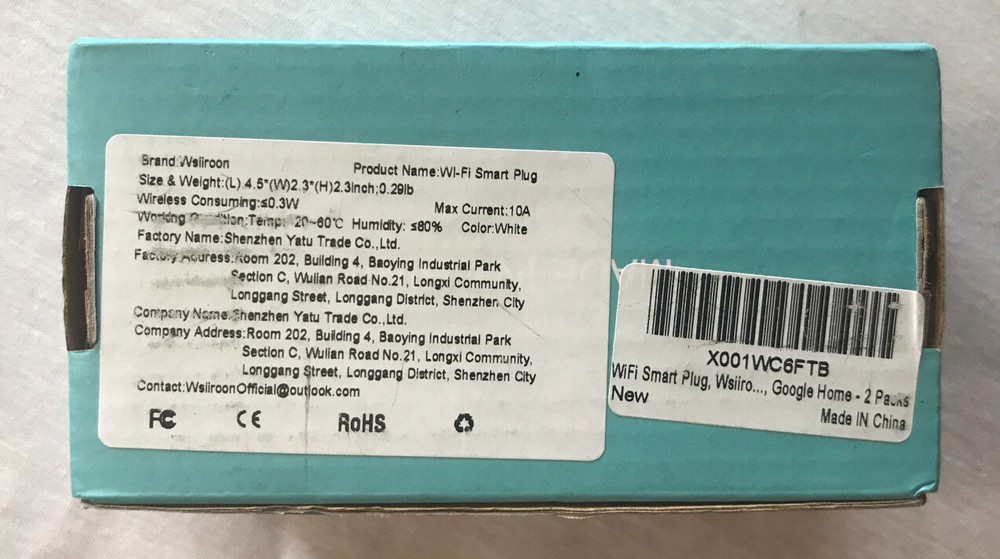 Brand:Wsiiroon
Product Name:Wi-Fi Smart Plug
Size & Weight:(L) 4.5*(W)2.3*(H)2.3inch;0.29lb
Wireless Consuming:≤0.3W
Max Current:10A
Working Temp: 20~60℃ Humidity: ≤80% Color:White
Factory Name:Shenzhen Yatu Trade Co.,Ltd.
Factory Address:Room 202, Building 4, Baoying Industrial Park
Section C, Wulian Road No.21, Longxi Community,
Longgang Street, Longgang District, Shenzhen City
Company Name:Shenzhen Yatu Trade Co.,Ltd.
Company Address:Room 202, Building 4, Baoying Industrial Park
Section C, Wulian Road No.21, Longxi Community,
Longgang Street, Longgang District, Shenzhen City
Contact:WsiiroonOfficial@outlook.com
FC CE RoHS
X001WC6FTB
WiFi Smart Plug, Wsiiro..., Google Home - 2 Packs
New
Made IN China